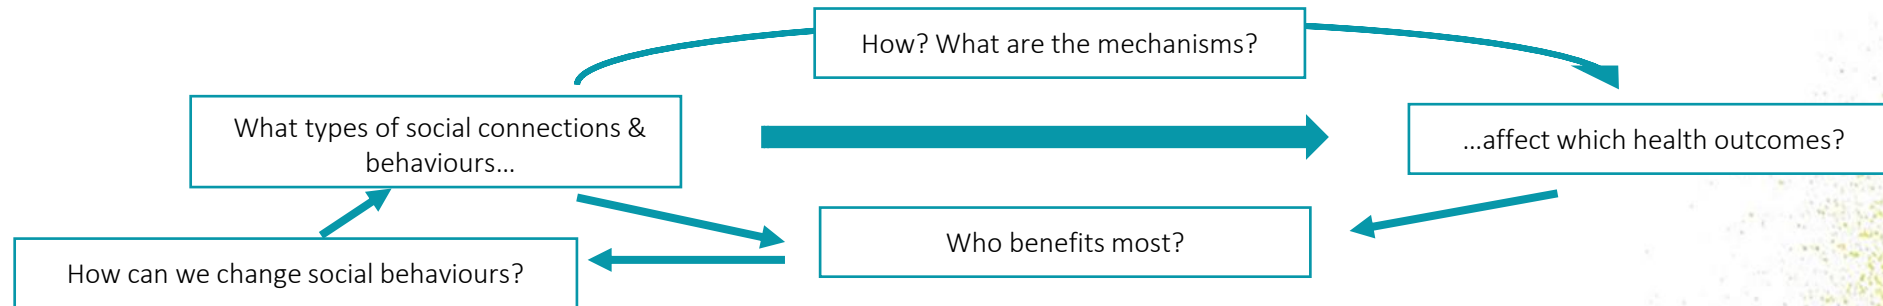 How? What are the mechanisms?
What types of social connections &
behaviours...
...affect which health outcomes?
Who benefits most?
How can we change social behaviours?